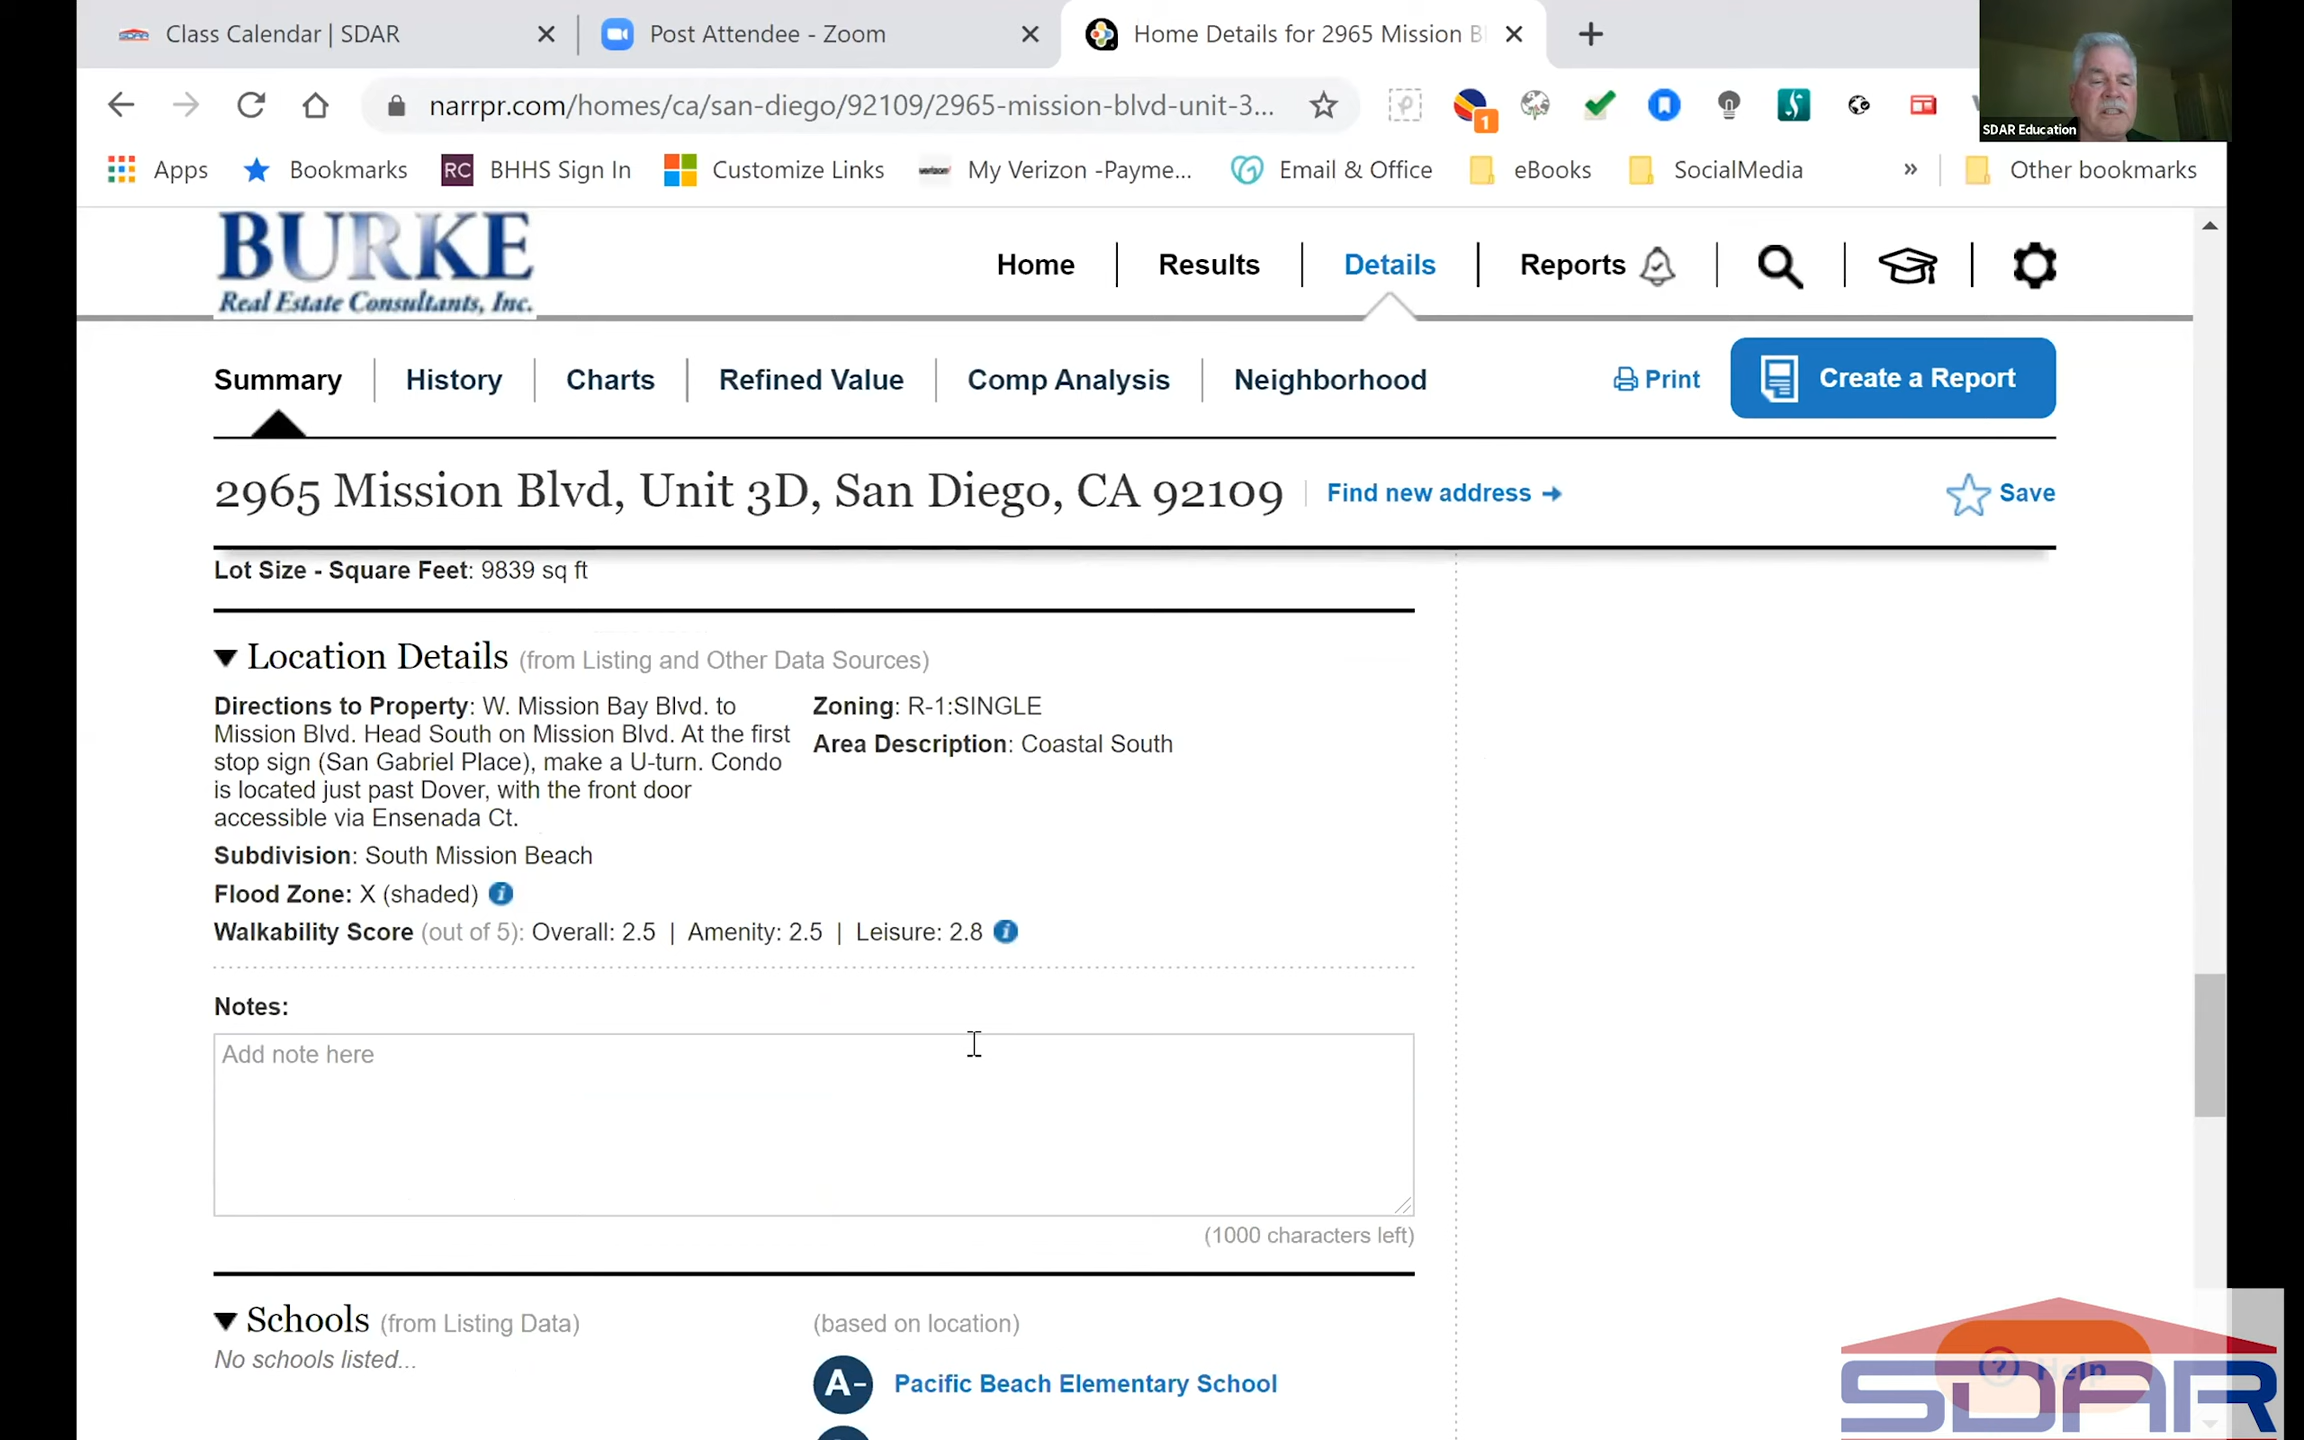 Class Calendar | SDAR
Post Attendee - Zoom
Home Details for 2965 Mission B
narrpr.com/homes/ca/san-diego/92109/2965-mission-blvd-unit-3...
1
SDAR Education
Apps
Bookmarks
RC
BHHS Sign In
Customize Links
verizon
My Verizon -Payme...
Email & Office
eBooks
SocialMedia
»
Other bookmarks
BURKE
Real Estate Consultants, Inc.
Home
Results
Details
Reports
Summary
History
Charts
Refined Value
Comp Analysis
Neighborhood
Print
Create a Report
2965 Mission Blvd, Unit 3D, San Diego, CA 92109
Find new address
Save
Lot Size - Square Feet: 9839 sq ft
Location Details (from Listing and Other Data Sources)
Directions to Property: W. Mission Bay Blvd. to
Mission Blvd. Head South on Mission Blvd. At the first
stop sign (San Gabriel Place), make a U-turn. Condo
is located just past Dover, with the front door
accessible via Ensenada Ct.
Zoning: R-1:SINGLE
Area Description: Coastal South
Subdivision: South Mission Beach
Flood Zone: X (shaded)
Walkability Score (out of 5): Overall: 2.5 | Amenity: 2.5 | Leisure: 2.8
Notes:
Add note here
(1000 characters left)
Schools (from Listing Data)
(based on location)
No schools listed...
A-
Pacific Beach Elementary School
Help
SDAR